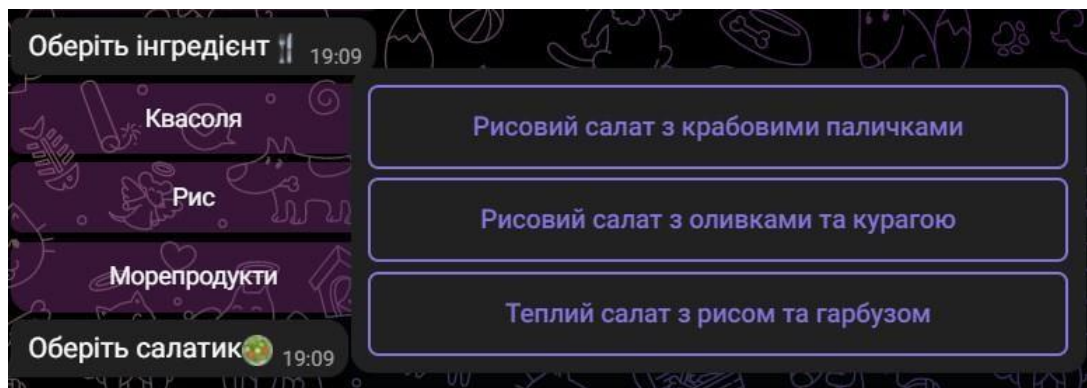 Оберіть інгредієнт🍴 19:09
Квасоля
Рис
Морепродукти
Оберіть салатик🥗 19:09
Рисовий салат з крабовими паличками
Рисовий салат з оливками та курагою
Теплий салат з рисом та гарбузом